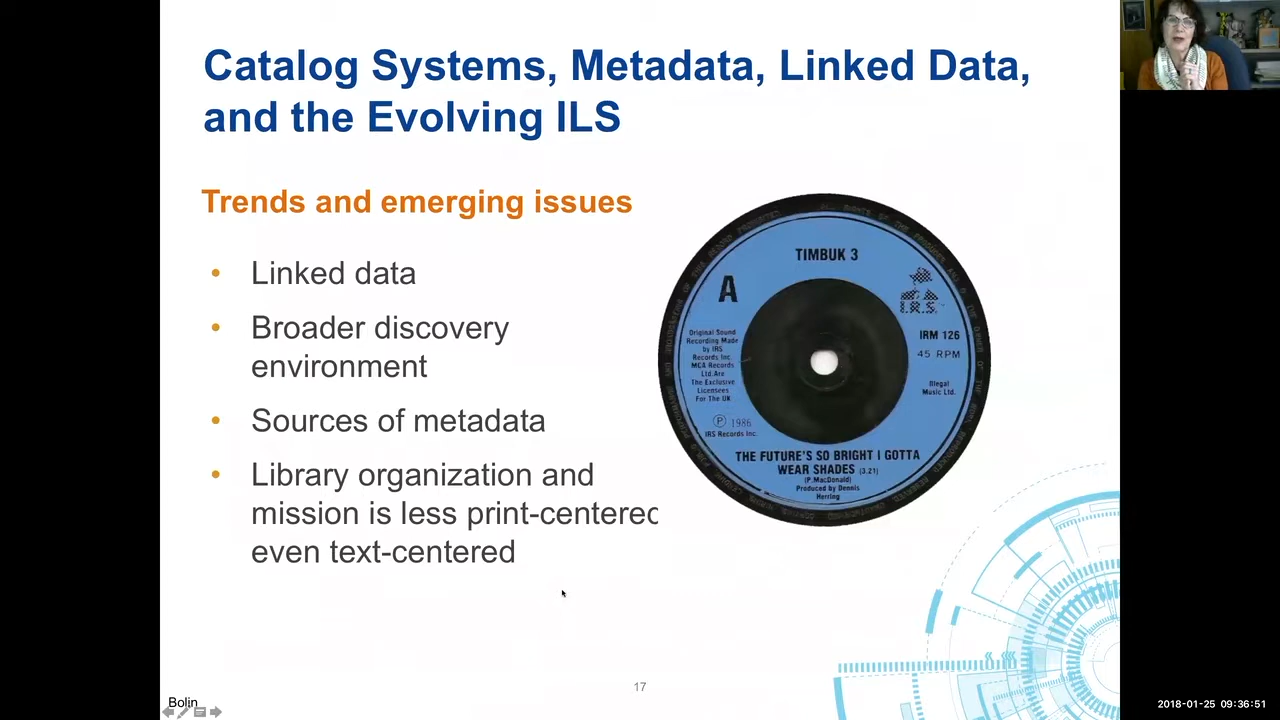 Catalog Systems, Metadata, Linked Data,
and the Evolving ILS
Trends and emerging issues
• Linked data
• Broader discovery
environment
• Sources of metadata
• Library organization and
mission is less print-centered
even text-centered
TIMBUK 3
A
I.R.S.
Original Sound
Recording Made
by IRS
Records Inc.
MCA Records
Ltd.Are
The Exclusive
Licensees
For The UK
℗ 1986
IRS Records Inc.
IRM 126
45 RPM
Illegal
Music Ltd.
THE FUTURE'S SO BRIGHT I GOTTA
WEAR SHADES (3.21)
(P.MacDonald)
Produced by Dennis
Herring
17
Bolin
2018-01-25 09:36:51